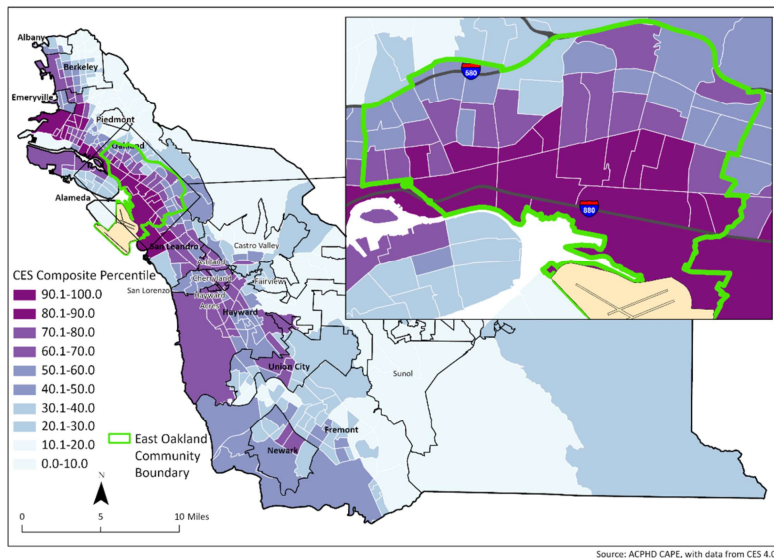 Albany
Berkeley
Emeryville
Piedmont
Oakland
Alameda
San Leandro
Castro Valley
Ashland
Cherryland
San Lorenzo
Fairview
Hayward
Acres
Hayward
Union City
Sunol
Fremont
Newark
580
880
CES Composite Percentile
90.1-100.0
80.1-90.0
70.1-80.0
60.1-70.0
50.1-60.0
40.1-50.0
30.1-40.0
20.1-30.0
10.1-20.0
0.0-10.0
East Oakland
Community
Boundary
N
0 5 10 Miles
Source: ACPHD CAPE, with data from CES 4.0